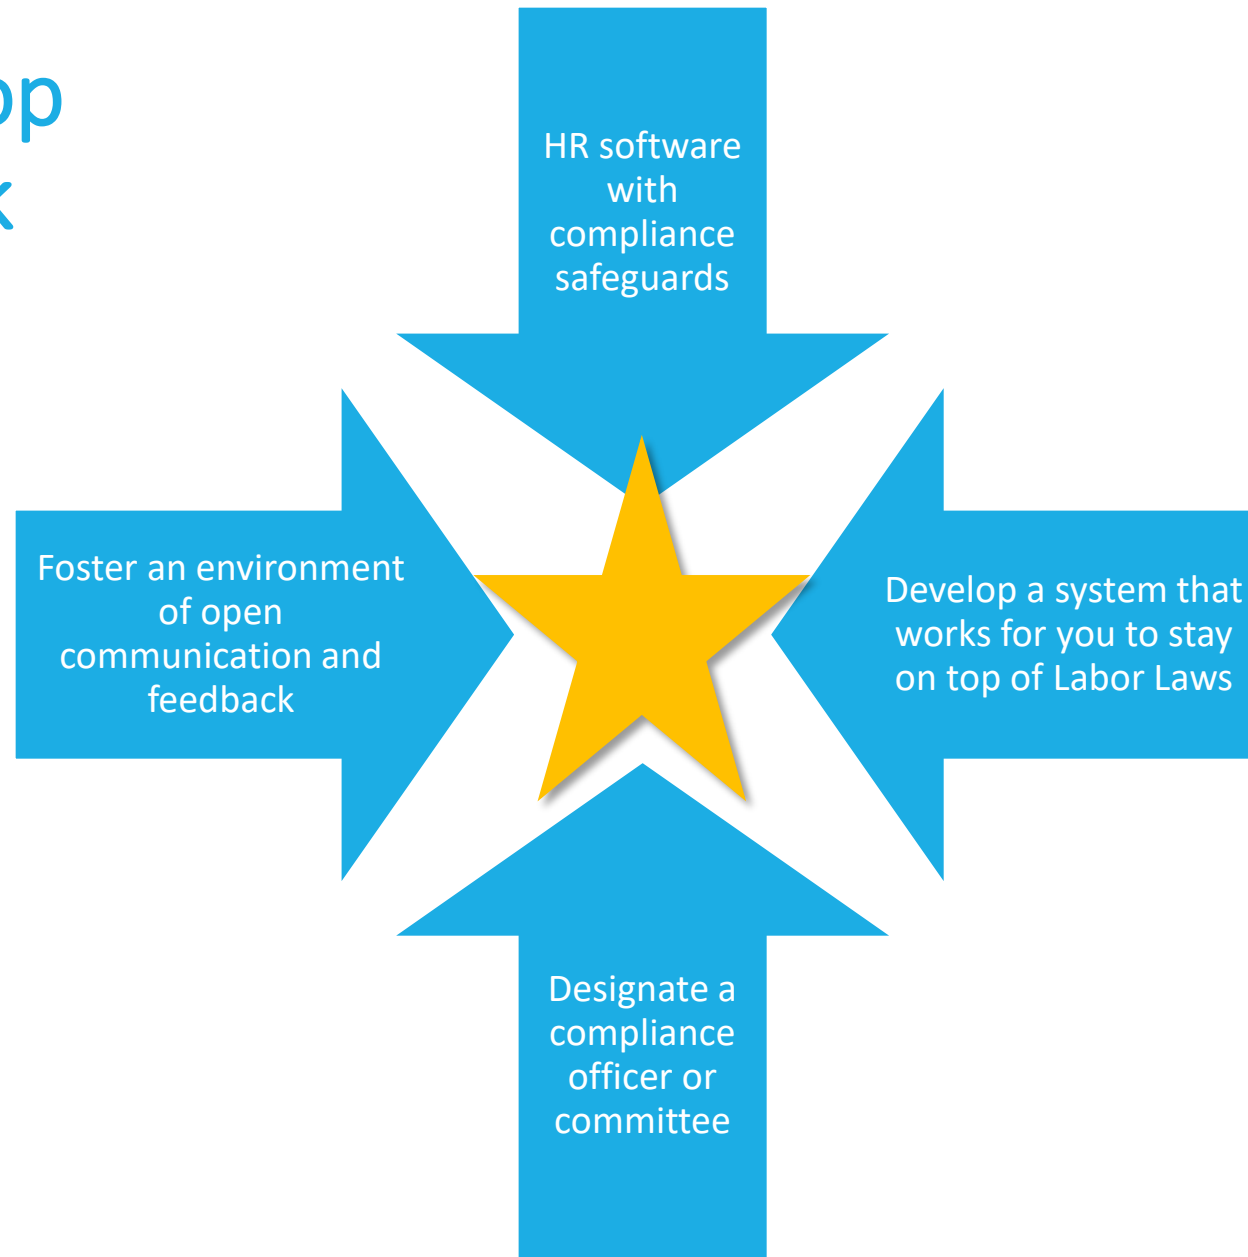 op
k
HR software
with
compliance
safeguards
Foster an environment
of open
communication and
feedback
Develop a system that
works for you to stay
on top of Labor Laws
Designate a
compliance
officer or
committee